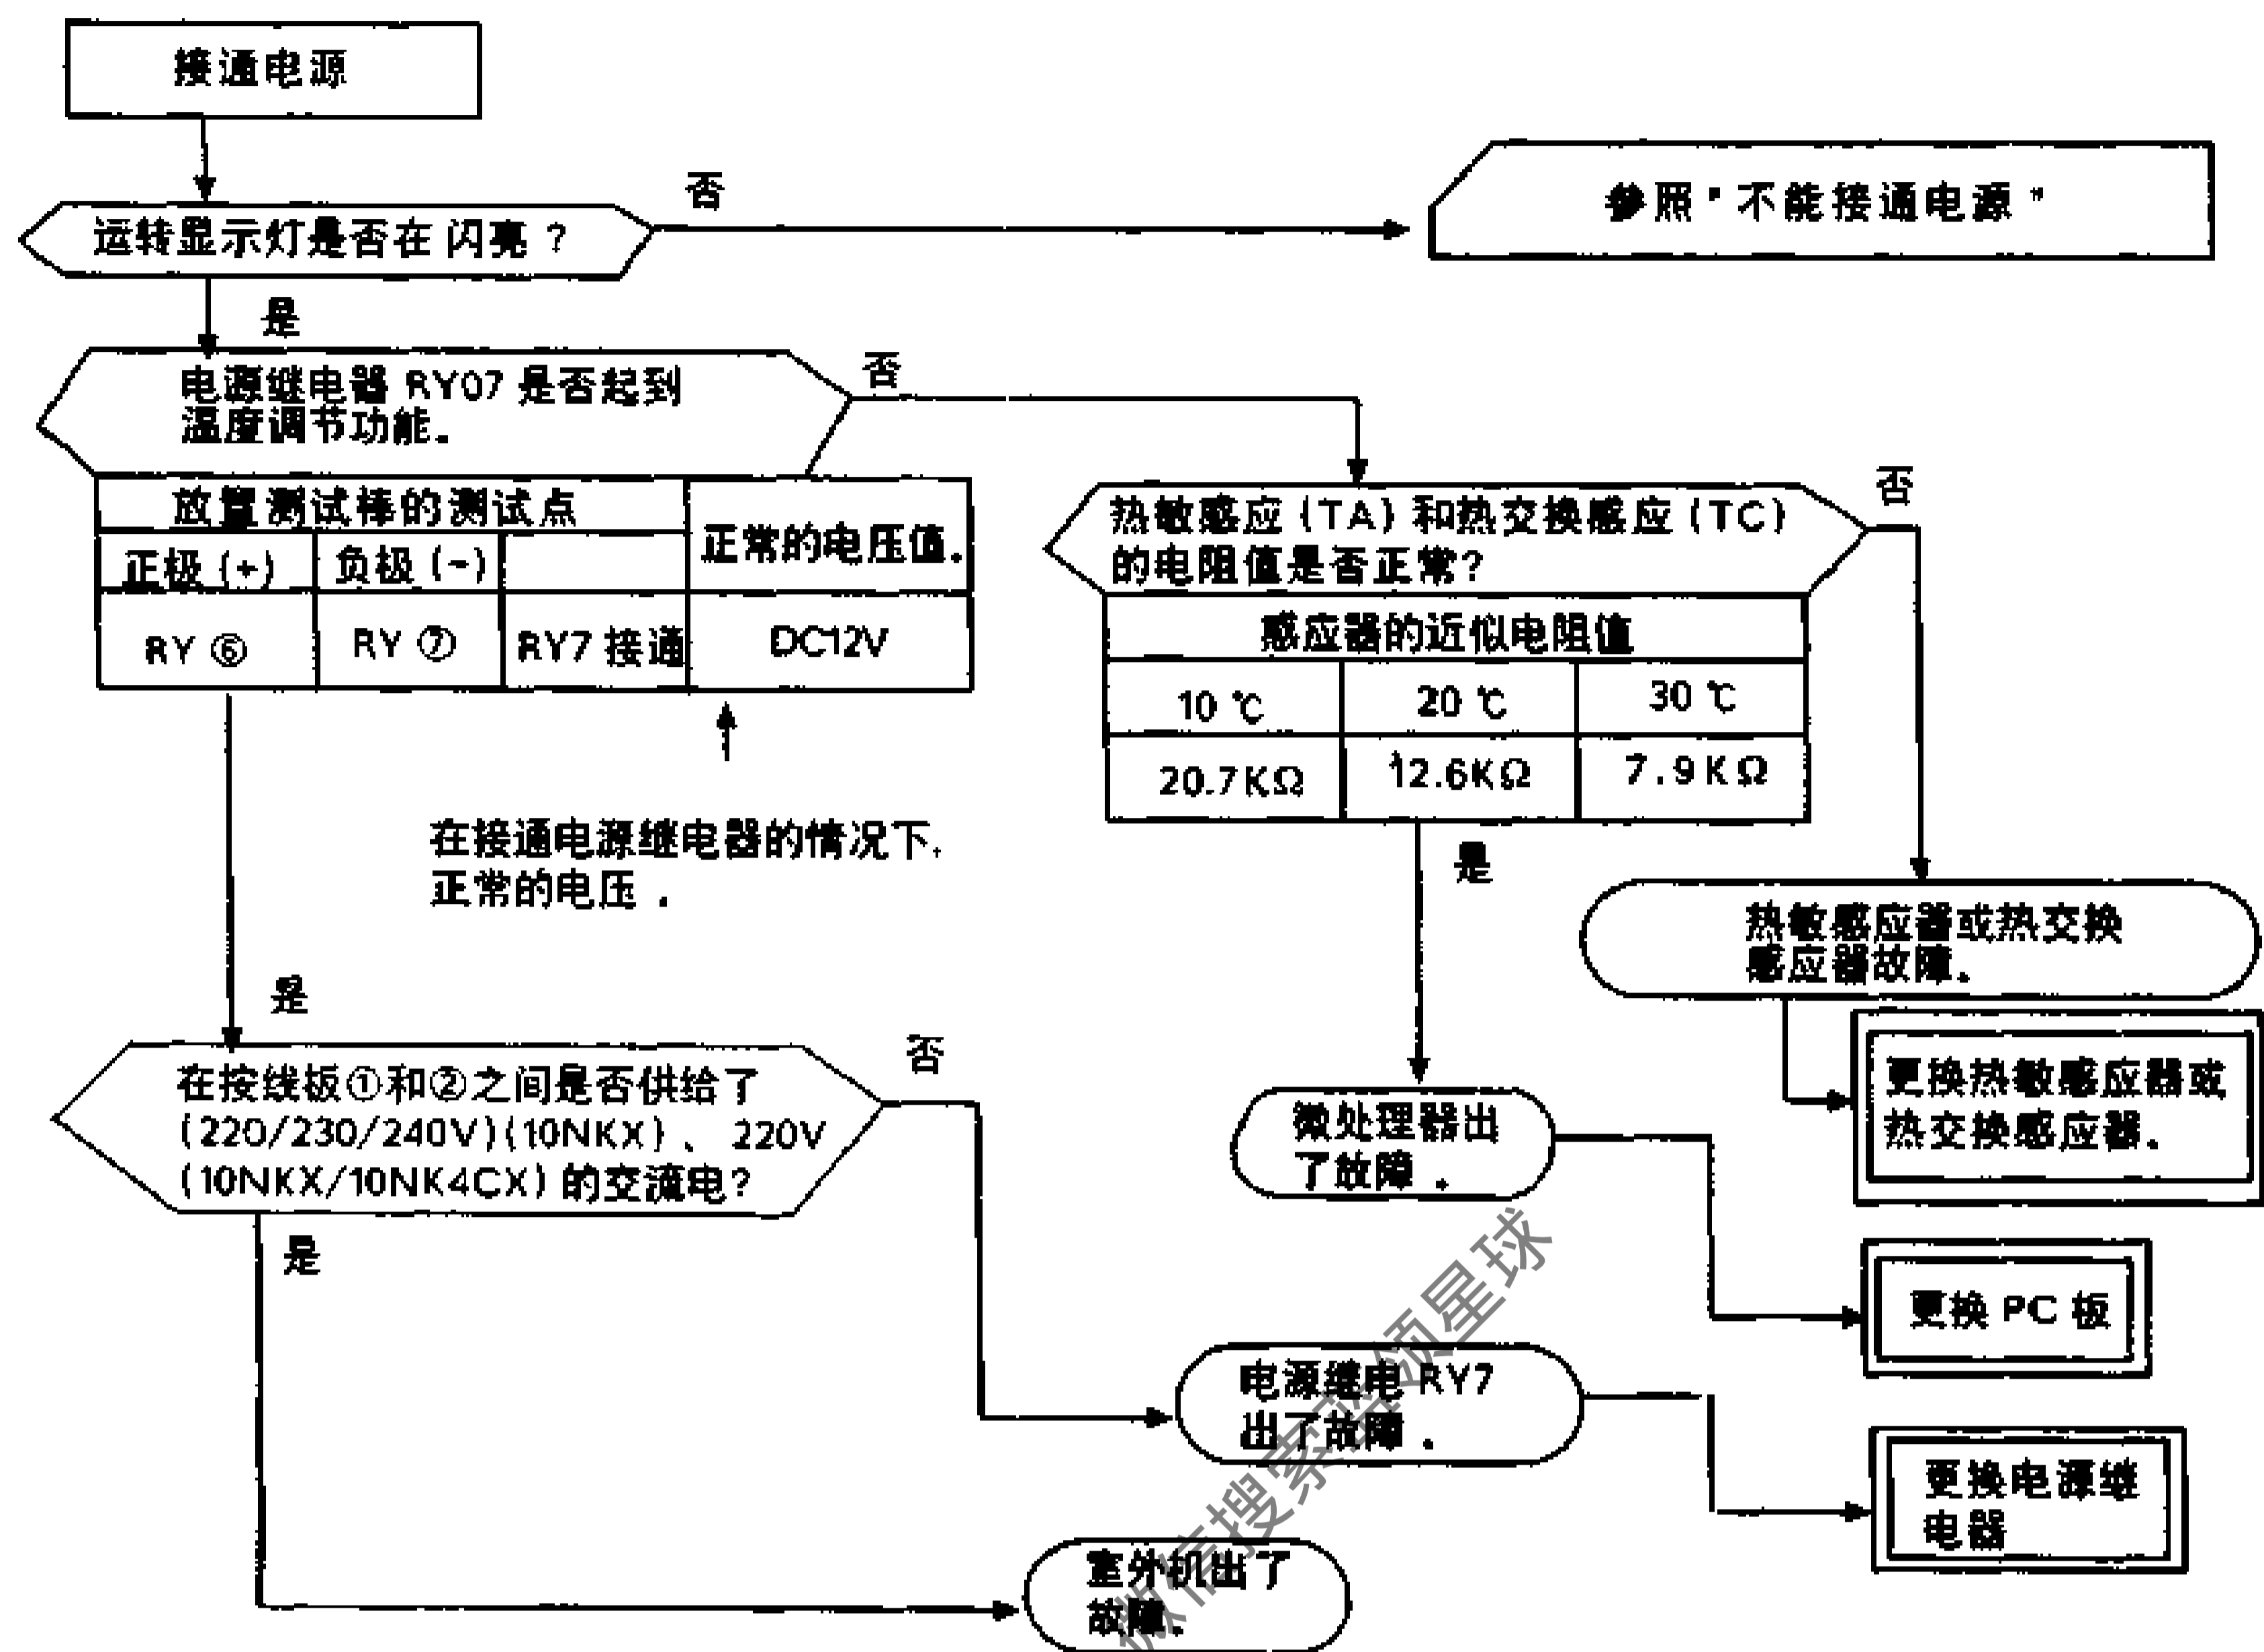 接通电源
运转显示灯是否在闪亮？
否
参照"不能接通电源"
是
电源继电器 RY07 是否起到
温度调节功能.
否
放置测试棒的测试点
正常的电压值.
正极 (+)
负极 (-)
RY ⑥
RY ⑦
RY7 接通
DC12V
在接通电源继电器的情况下,
正常的电压 .
热敏感应 (TA) 和热交换感应 (TC)
的电阻值是否正常?
否
感应器的近似电阻值
10 ℃
20 ℃
30 ℃
20.7KΩ
12.6KΩ
7.9KΩ
是
热敏感应器或热交换
感应器故障.
更换热敏感应器或
热交换感应器.
微处理器出
了故障 .
更换 PC 板
是
在按线板①和②之间是否供给了
(220/230/240V)(10NKX)、220V
(10NKX/10NK4CX) 的交流电?
否
电源继电 RY7
出了故障 .
更换电源继
电器
是
室外机出了
故障.
微信搜索蓝领星球